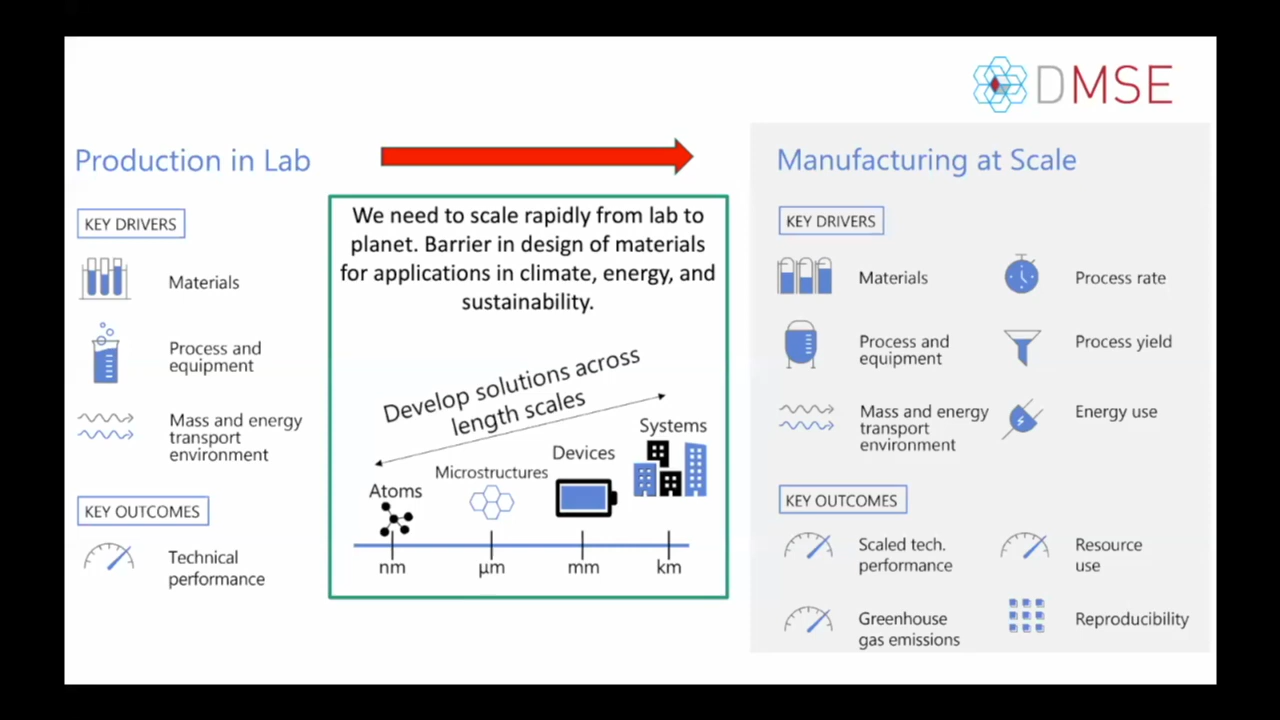 DMSE
Production in Lab
KEY DRIVERS
Materials
Process and
equipment
Mass and energy
transport
environment
KEY OUTCOMES
Technical
performance
We need to scale rapidly from lab to
planet. Barrier in design of materials
for applications in climate, energy, and
sustainability.
Develop solutions across
length scales
Atoms
Microstructures
Devices
Systems
nm
μm
mm
km
Manufacturing at Scale
KEY DRIVERS
Materials
Process rate
Process and
equipment
Process yield
Mass and energy
transport
environment
Energy use
KEY OUTCOMES
Scaled tech.
performance
Resource
use
Greenhouse
gas emissions
Reproducibility